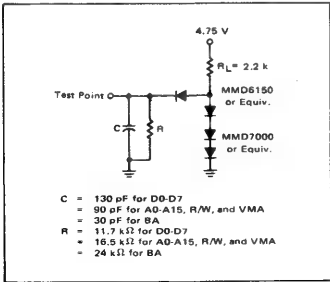 4.75 V
RL= 2.2 k
MMD6150
or Equiv.
Test Point
C
R
MMD7000
or Equiv.
C = 130 pF for D0-D7
= 90 pF for A0-A15, R/W, and VMA
= 30 pF for BA
R = 11.7 kΩ for D0-D7
= 16.5 kΩ for A0-A15, R/W, and VMA
= 24 kΩ for BA